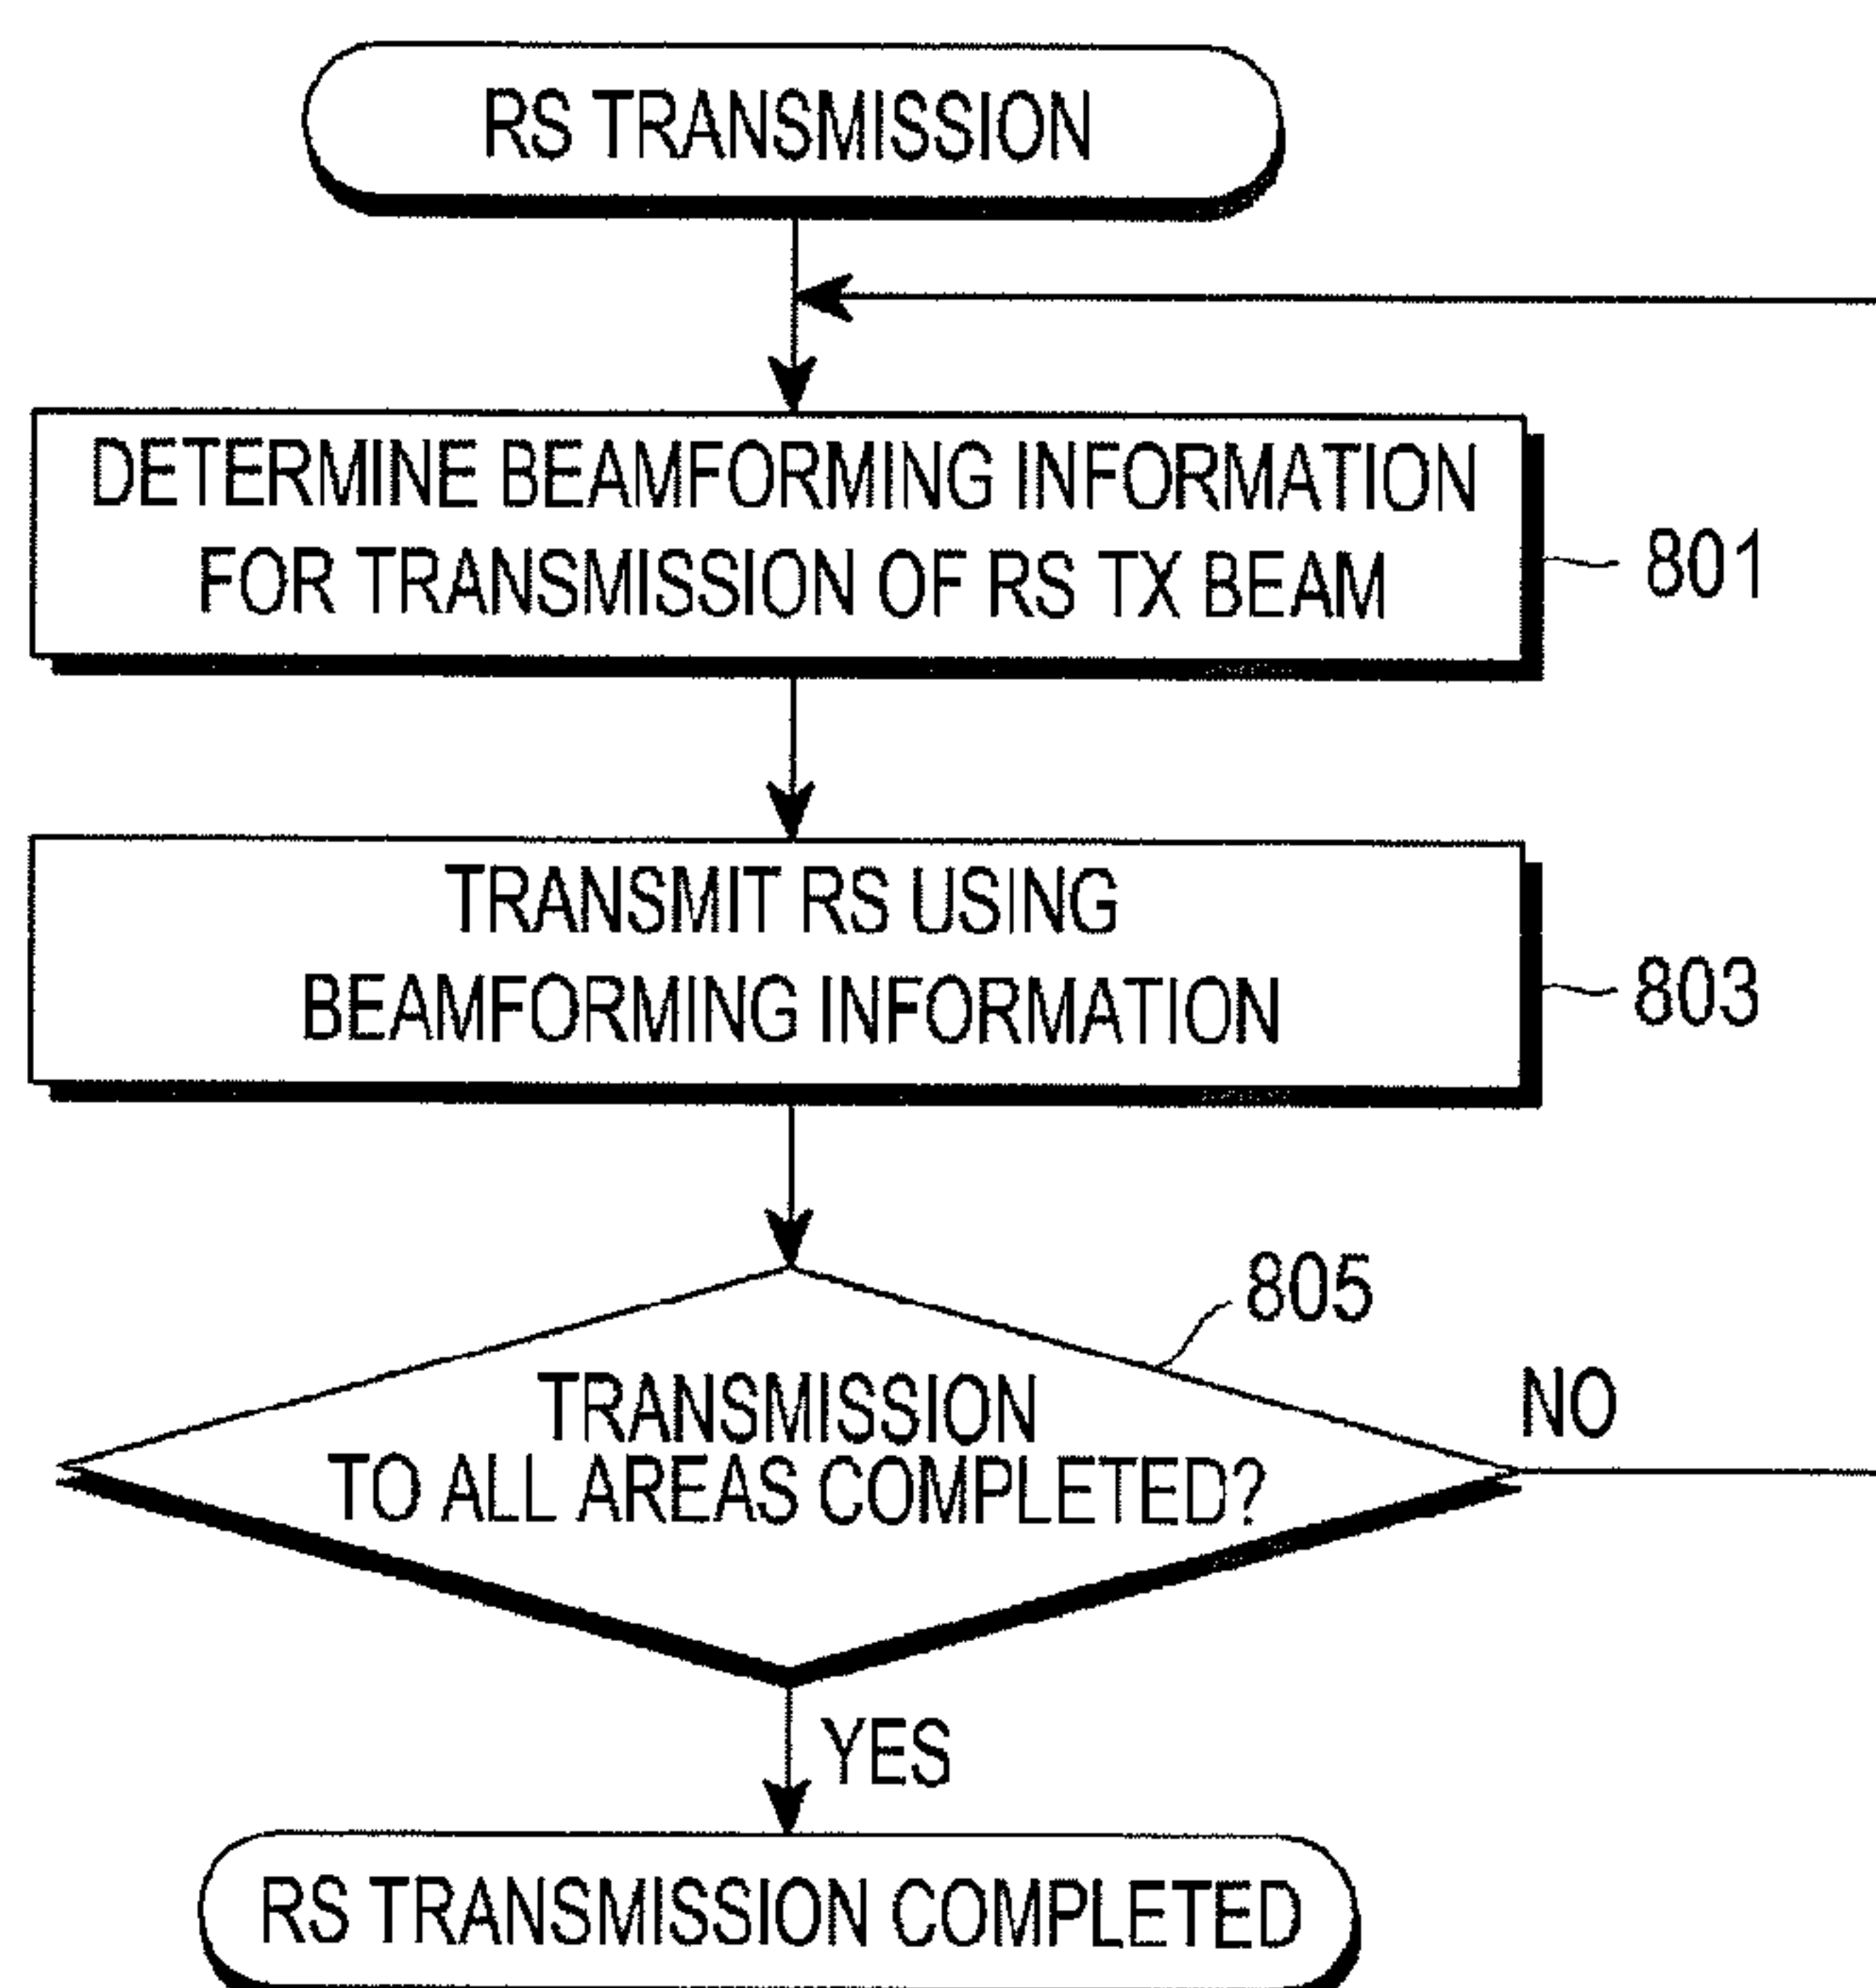 RS TRANSMISSION
DETERMINE BEAMFORMING INFORMATION
FOR TRANSMISSION OF RS TX BEAM
801
TRANSMIT RS USING
BEAMFORMING INFORMATION
803
805
TRANSMISSION
TO ALL AREAS COMPLETED?
NO
YES
RS TRANSMISSION COMPLETED